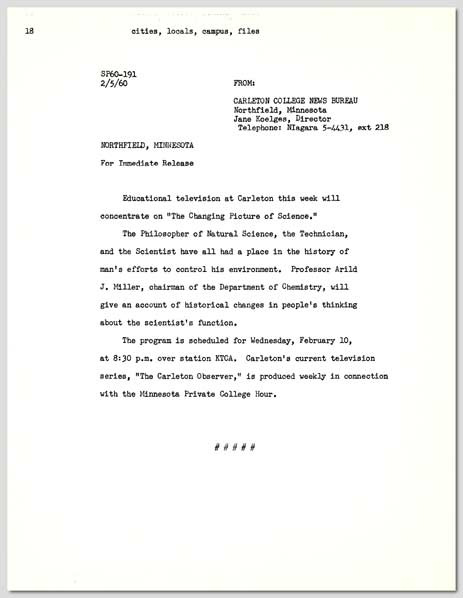 18
cities, locals, campus, files
SP60-191
2/5/60
FROM:
CARLETON COLLEGE NEWS BUREAU
Northfield, Minnesota
Jane Koelges, Director
Telephone: NIagara 5-4431, ext 218
NORTHFIELD, MINNESOTA
For Immediate Release
Educational television at Carleton this week will
concentrate on "The Changing Picture of Science."
The Philosopher of Natural Science, the Technician,
and the Scientist have all had a place in the history of
man's efforts to control his environment. Professor Arild
J. Miller, chairman of the Department of Chemistry, will
give an account of historical changes in people's thinking
about the scientist's function.
The program is scheduled for Wednesday, February 10,
at 8:30 p.m. over station KTCA. Carleton's current television
series, "The Carleton Observer," is produced weekly in connection
with the Minnesota Private College Hour.
# # # # #